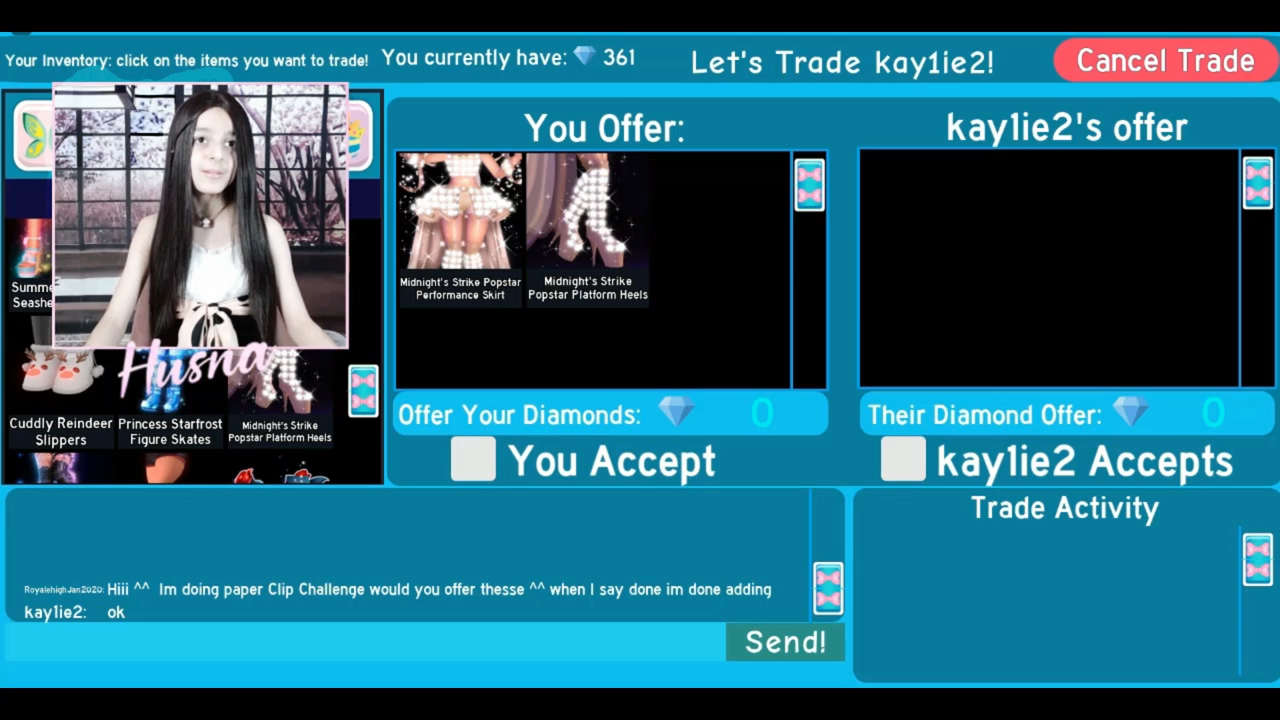 Your Inventory: click on the items you want to trade!
You currently have: 361
Let's Trade kay1ie2!
Cancel Trade
You Offer:
kay1ie2's offer
Midnight's Strike Popstar
Performance Skirt
Midnight's Strike
Popstar Platform Heels
Summe
Seashe
Husna
Cuddly Reindeer
Slippers
Princess Starfrost
Figure Skates
Midnight's Strike
Popstar Platform Heels
Offer Your Diamonds: 0
Their Diamond Offer: 0
You Accept
kay1ie2 Accepts
Trade Activity
RoyalehighJan2020: Hiii ^^ Im doing paper Clip Challenge would you offer thesse ^^ when I say done im done adding
kay1ie2: ok
Send!